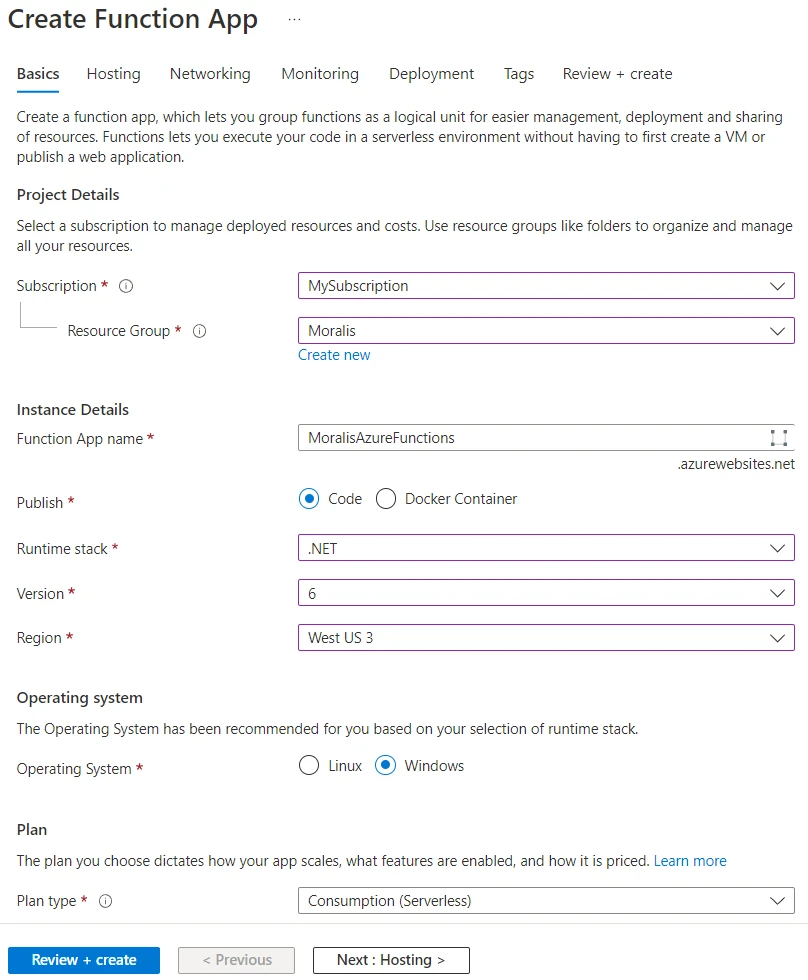 Create Function App ...
Basics Hosting Networking Monitoring Deployment Tags Review + create
Create a function app, which lets you group functions as a logical unit for easier management, deployment and sharing
of resources. Functions lets you execute your code in a serverless environment without having to first create a VM or
publish a web application.
Project Details
Select a subscription to manage deployed resources and costs. Use resource groups like folders to organize and manage
all your resources.
Subscription * MySubscription
Resource Group * Moralis
Create new
Instance Details
Function App name * MoralisAzureFunctions
.azurewebsites.net
Publish * Code Docker Container
Runtime stack * .NET
Version * 6
Region * West US 3
Operating system
The Operating System has been recommended for you based on your selection of runtime stack.
Operating System * Linux Windows
Plan
The plan you choose dictates how your app scales, what features are enabled, and how it is priced. Learn more
Plan type * Consumption (Serverless)
Review + create < Previous Next : Hosting >